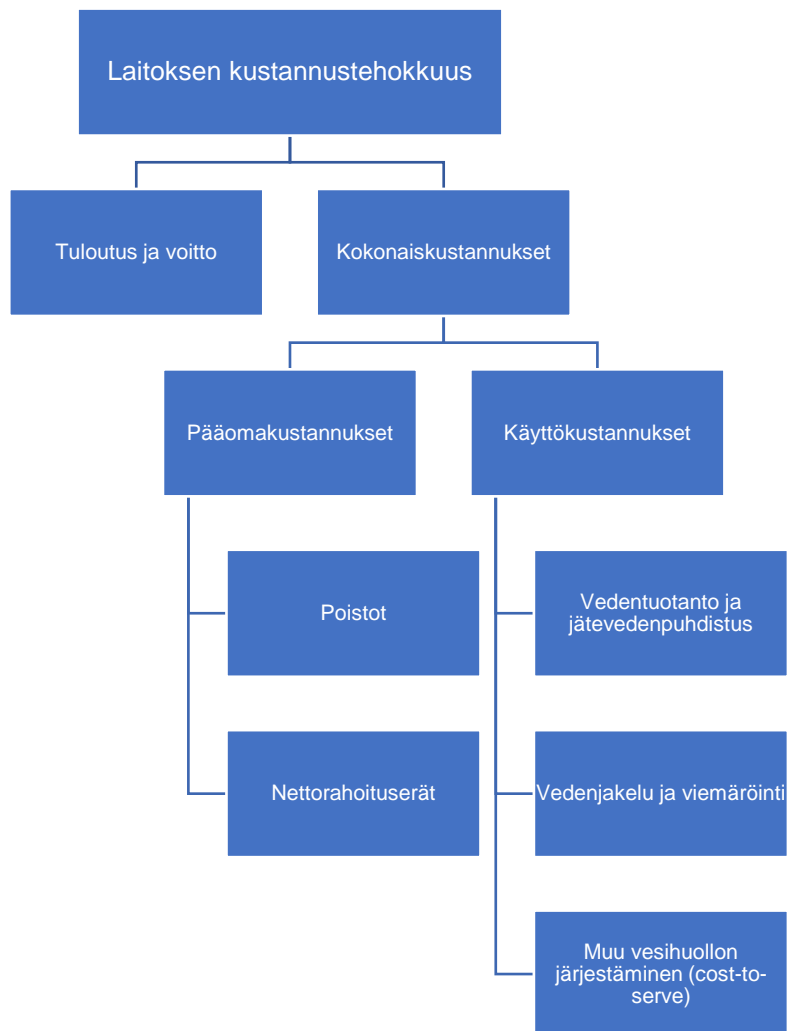 Laitoksen kustannustehokkuus
Tuloutus ja voitto
Kokonaiskustannukset
Pääomakustannukset
Käyttökustannukset
Poistot
Vedentuotanto ja
jätevedenpuhdistus
Nettorahoituserät
Vedenjakelu ja viemäröinti
Muu vesihuollon
järjestäminen (cost-to-
serve)